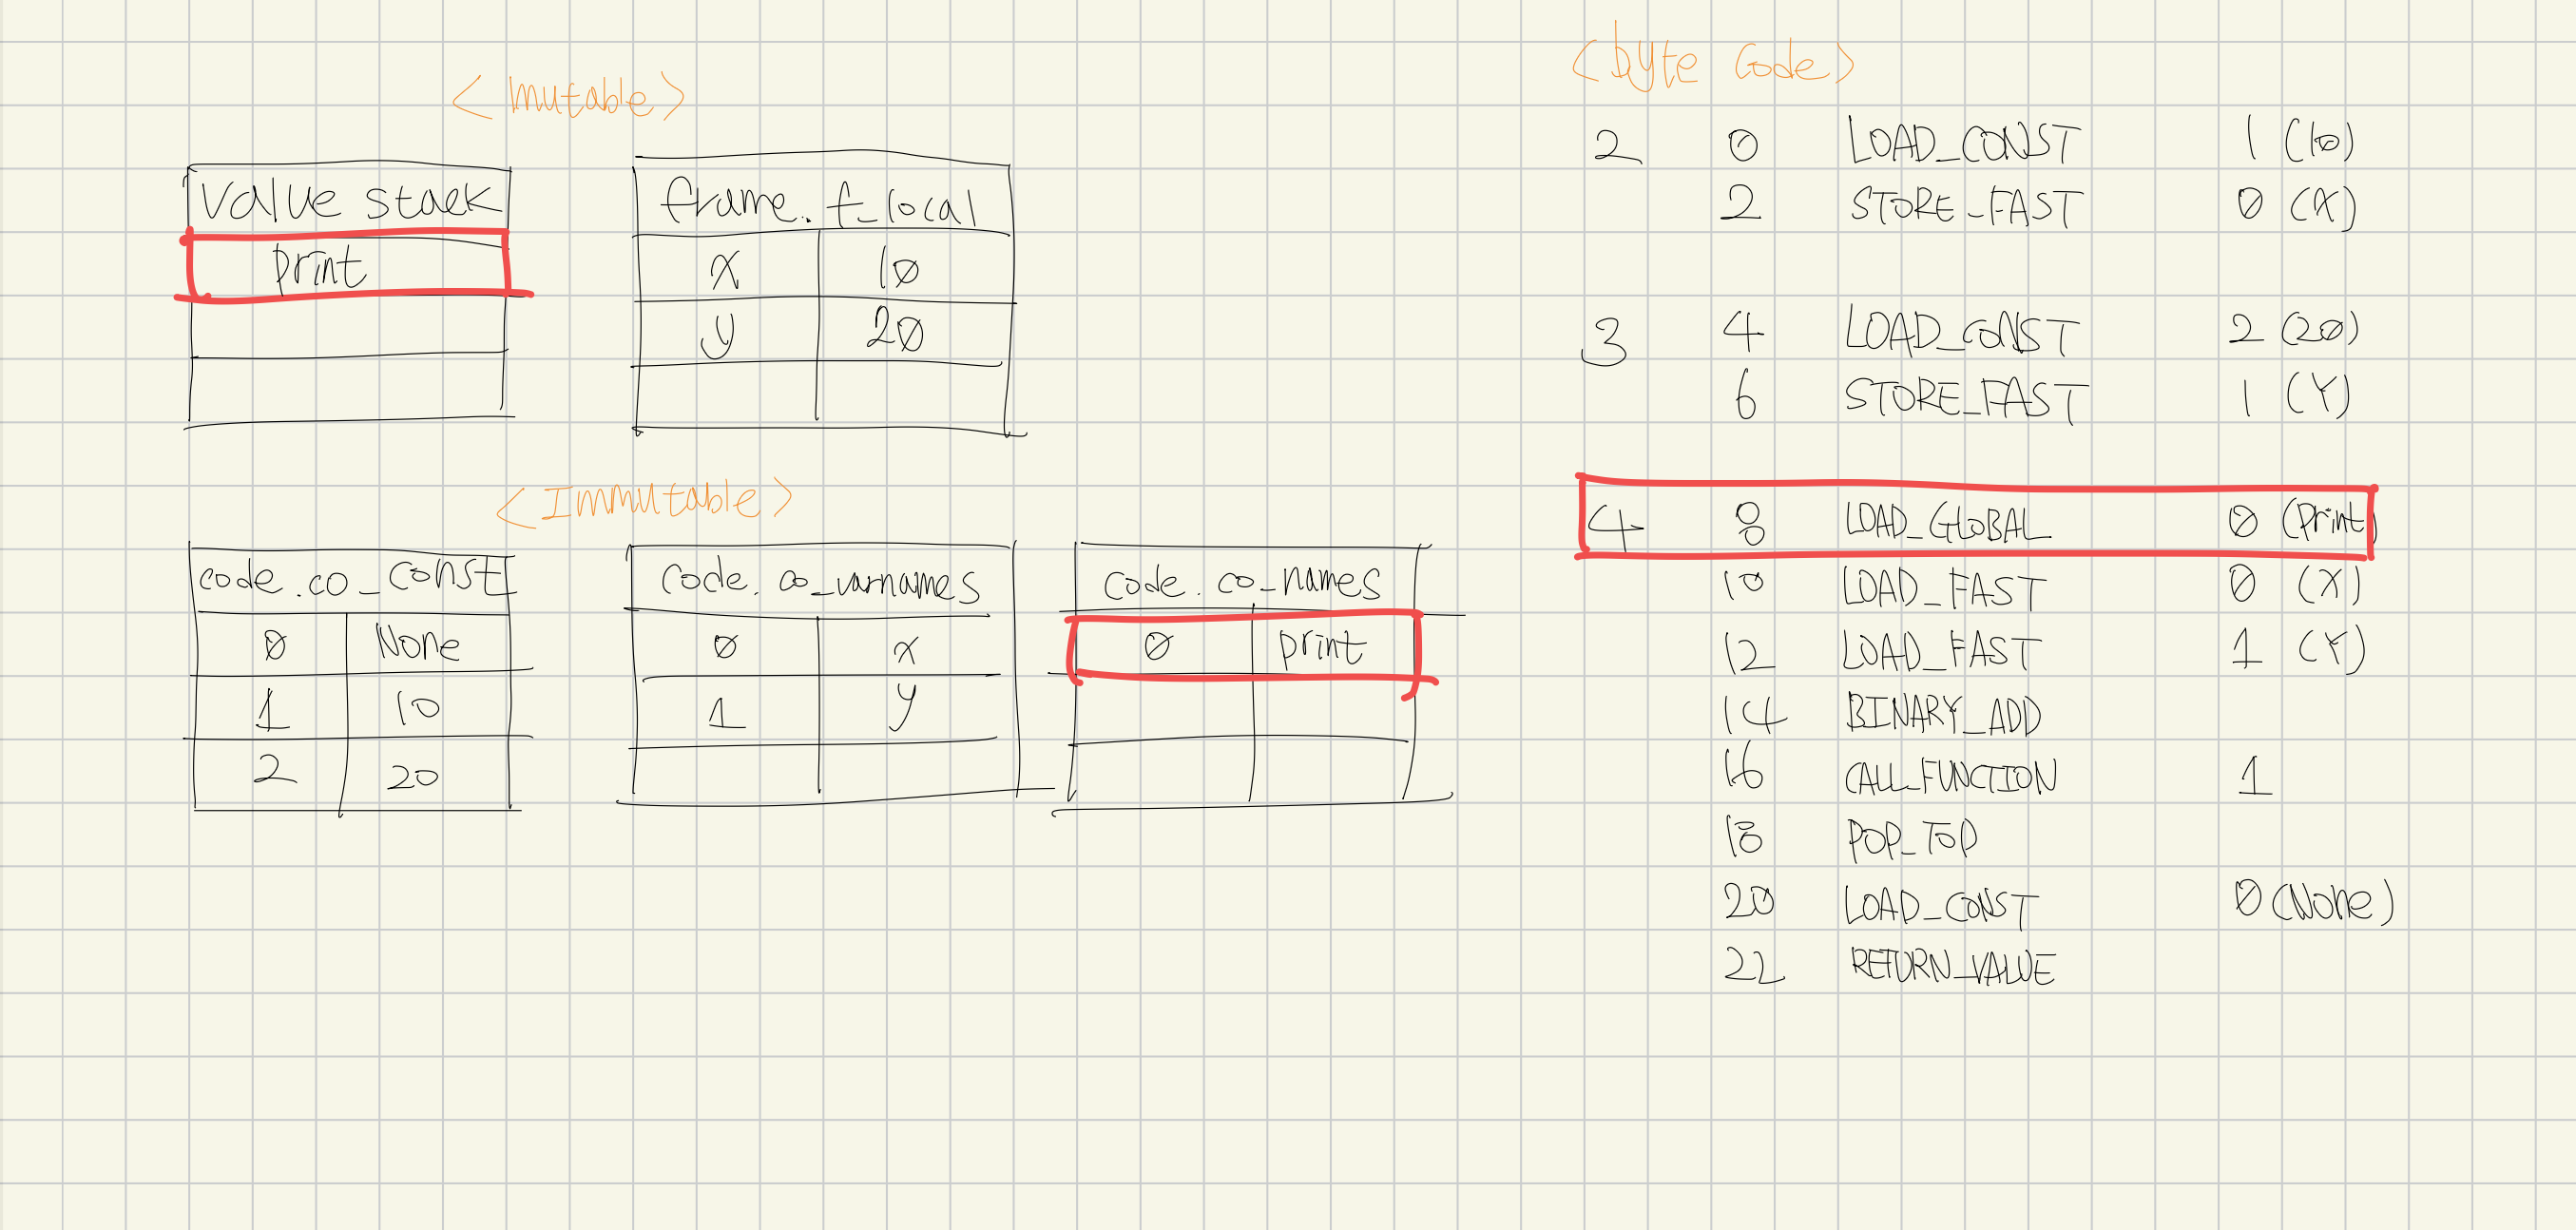 <Mutable>
value stack
print
frame.f_local
x 10
y 20
<Immutable>
code.co_const
0 None
1 10
2 20
code.co_varnames
0 x
1 y
code.co_names
0 print
<byte Code>
2 0 LOAD_CONST 1 (10)
2 STORE_FAST 0 (X)
3 4 LOAD_CONST 2 (20)
6 STORE_FAST 1 (Y)
4 8 LOAD_GLOBAL 0 (Print)
10 LOAD_FAST 0 (X)
12 LOAD_FAST 1 (Y)
14 BINARY_ADD
16 CALL_FUNCTION 1
18 POP_TOP
20 LOAD_CONST 0 (None)
22 RETURN_VALUE